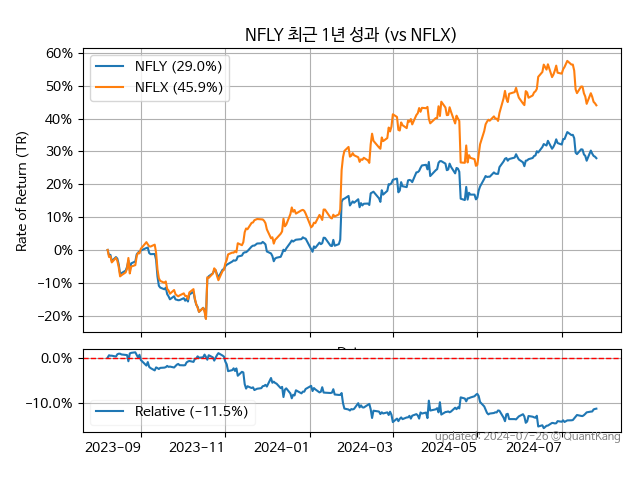 NFLY 최근 1년 성과 (vs NFLX)
60%
50%
40%
30%
20%
10%
0%
−10%
−20%
Rate of Return (TR)
NFLY (29.0%)
NFLX (45.9%)
0.0%
−10.0%
Relative (−11.5%)
2023-09 2023-11 2024-01 2024-03 2024-05 2024-07
updated: 2024-07-26 © QuantKang